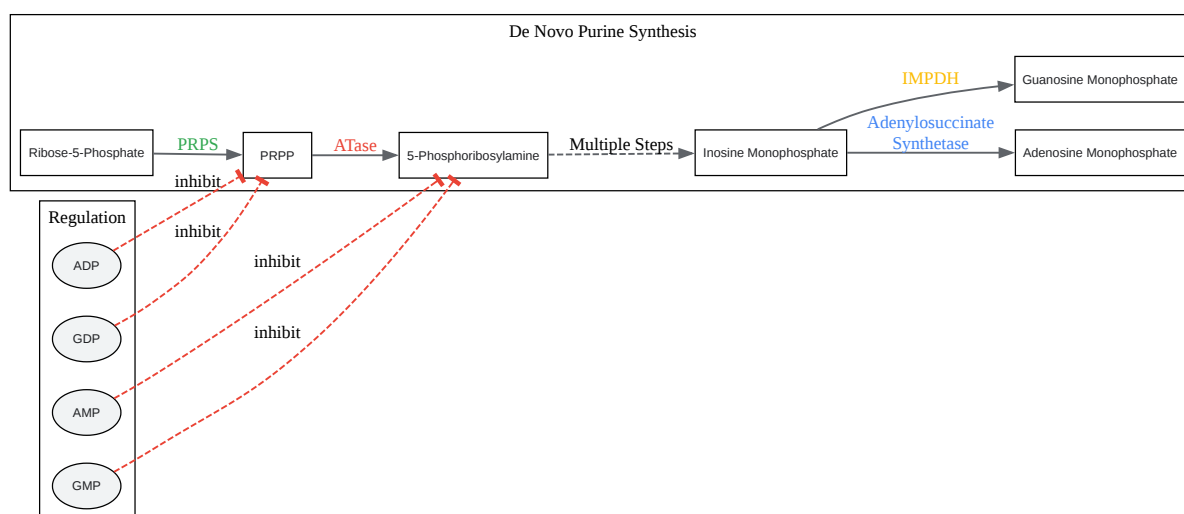 De Novo Purine Synthesis
IMPDH
Guanosine Monophosphate
Ribose-5-Phosphate
PRPS
PRPP
ATase
5-Phosphoribosylamine
Multiple Steps
Inosine Monophosphate
Adenylosuccinate
Synthetase
Adenosine Monophosphate
inhibit
Regulation
inhibit
ADP
inhibit
GDP
inhibit
AMP
GMP